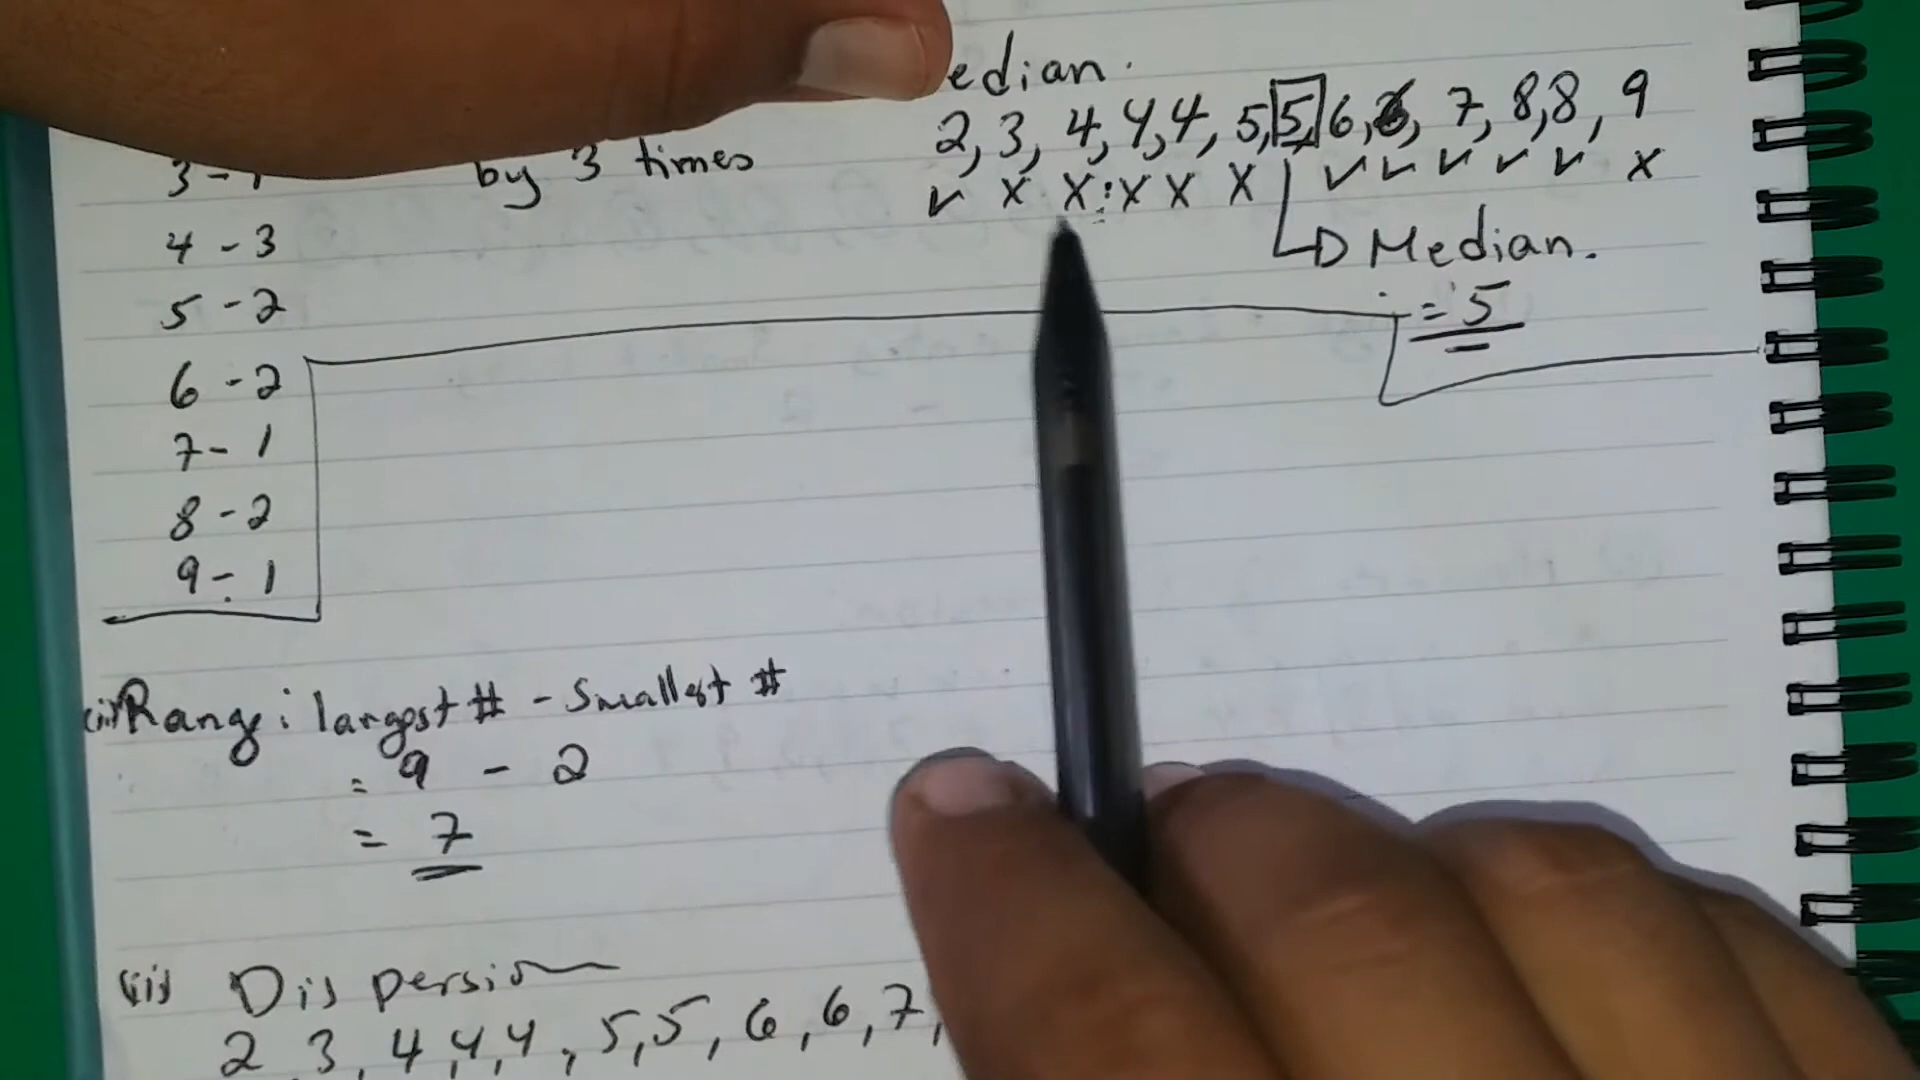 edian.
2, 3, 4, 4, 4, 5, 5, 6, 6, 7, 8, 8, 9
✓ x x x x x ✓ ✓ ✓ ✓ ✓ x
Median.
= 5
by 3 times
3 - 1
4 - 3
5 - 2
6 - 2
7 - 1
8 - 2
9 - 1
(ii) Range: largest # - Smallest #
= 9 - 2
= 7
(iii) Dispersion
2, 3, 4, 4, 4, 5, 5, 6, 6, 7,